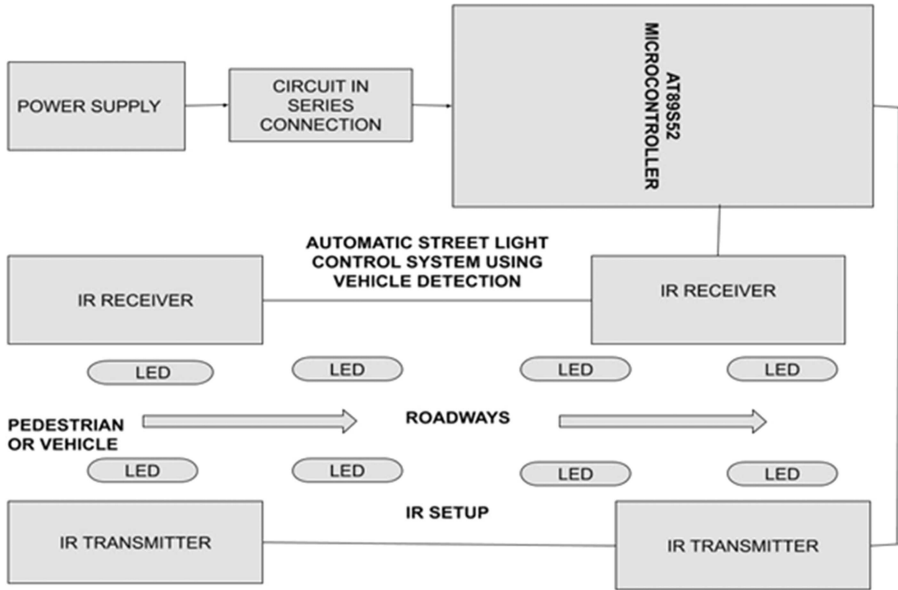 POWER SUPPLY
CIRCUIT IN
SERIES
CONNECTION
AT89S52
MICROCONTROLLER
AUTOMATIC STREET LIGHT
CONTROL SYSTEM USING
VEHICLE DETECTION
IR RECEIVER
IR RECEIVER
LED
LED
LED
LED
PEDESTRIAN
OR VEHICLE
ROADWAYS
LED
LED
LED
LED
IR SETUP
IR TRANSMITTER
IR TRANSMITTER